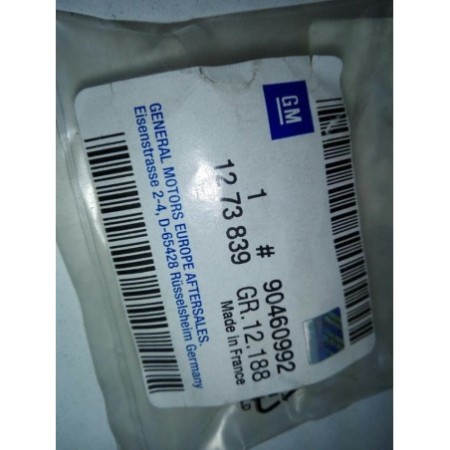 GM
1 # 90460992
12 73 839 GR.12.188
Made in France
GENERAL MOTORS EUROPE AFTERSALES.
Eisenstrasse 2-4, D-65428 Rüsselsheim Germany